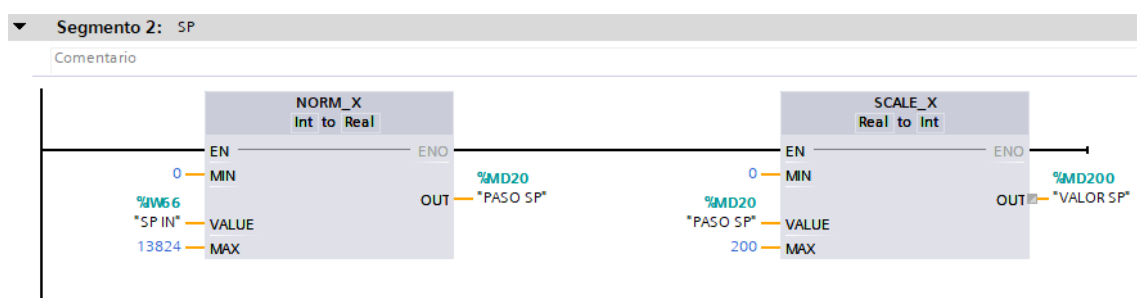 Segmento 2: SP
Comentario
NORM_X
Int to Real
EN
ENO
0
MIN
%MD20
"PASO SP"
OUT
%IW66
"SP IN"
VALUE
13824
MAX
SCALE_X
Real to Int
EN
ENO
0
MIN
%MD200
"VALOR SP"
OUT
%MD20
"PASO SP"
VALUE
200
MAX